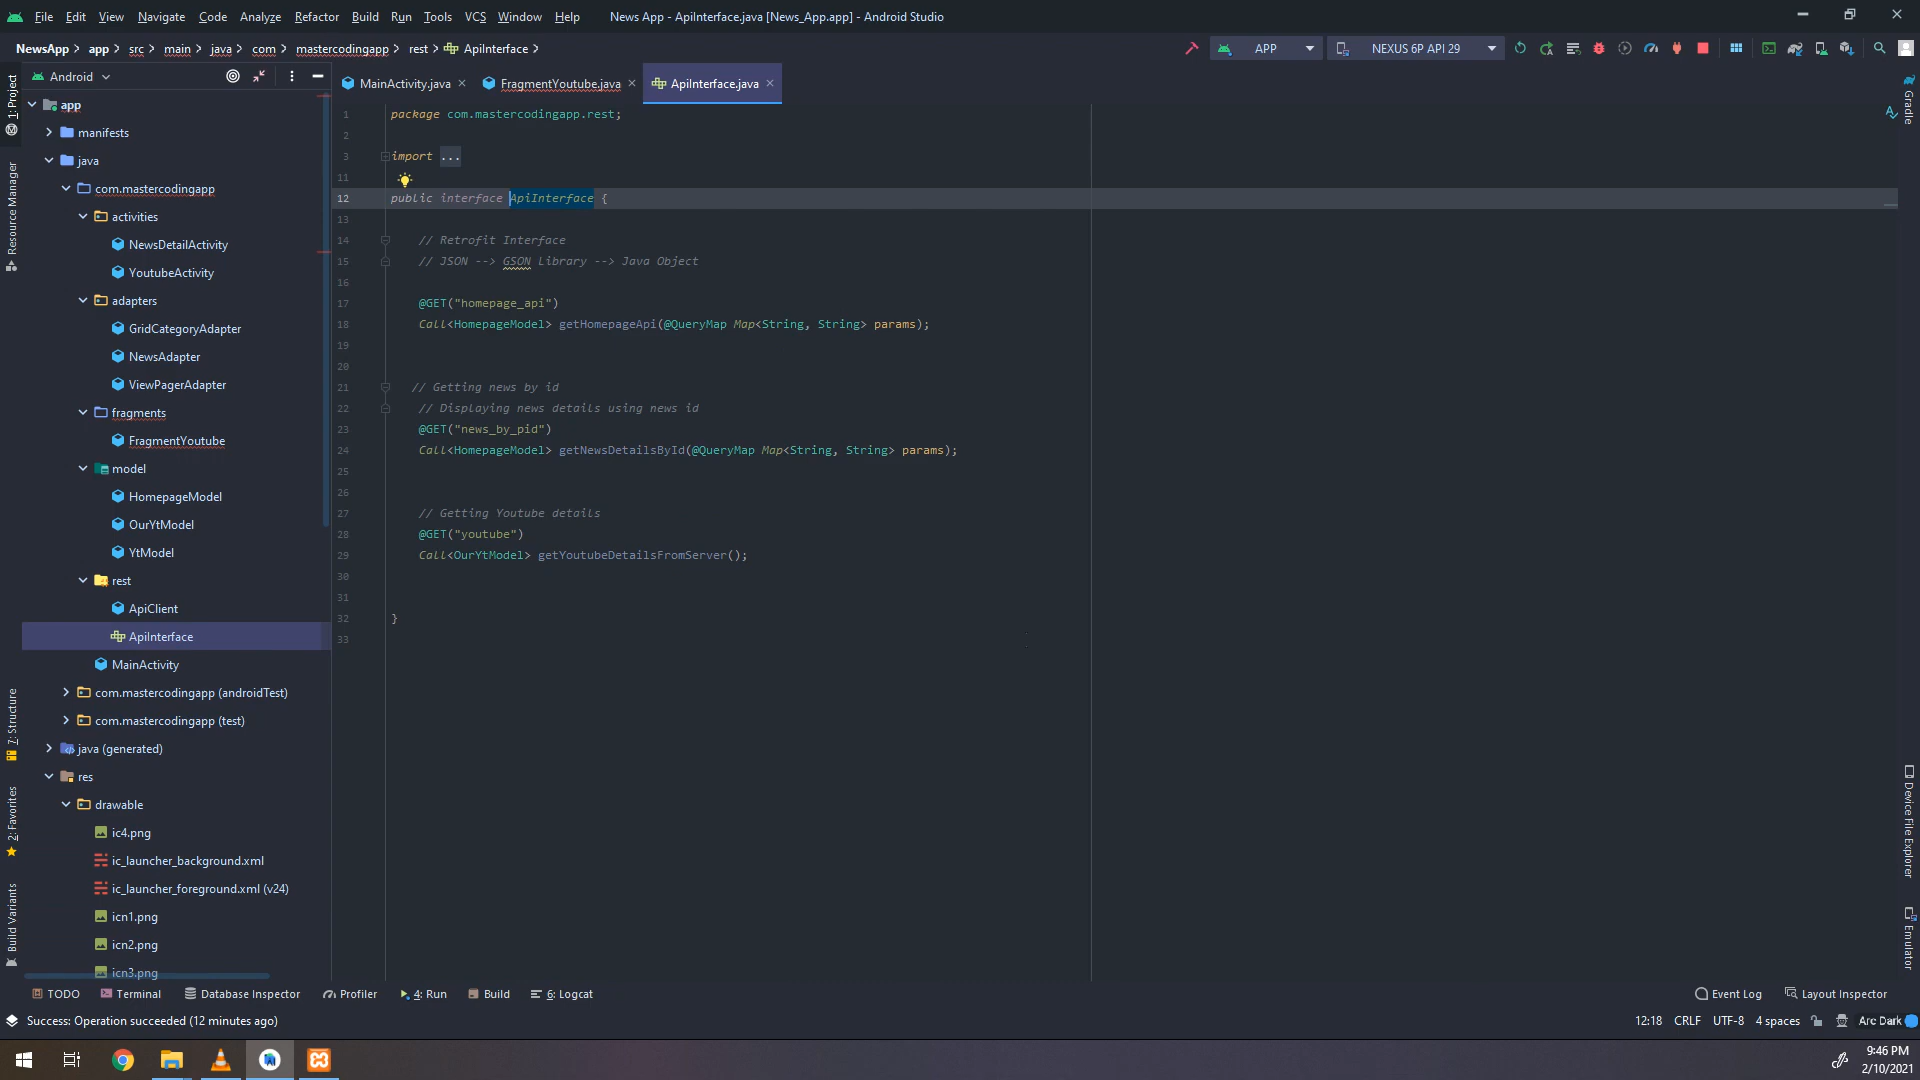 File Edit View Navigate Code Analyze Refactor Build Run Tools VCS Window Help News App - ApiInterface.java [News_App.app] - Android Studio
NewsApp app src main java com mastercodingapp rest ApiInterface
APP NEXUS 6P API 29
Android
MainActivity.java FragmentYoutube.java ApiInterface.java
1: Project
Resource Manager
7: Structure
2: Favorites
Build Variants
app
manifests
java
com.mastercodingapp
activities
NewsDetailActivity
YoutubeActivity
adapters
GridCategoryAdapter
NewsAdapter
ViewPagerAdapter
fragments
FragmentYoutube
model
HomepageModel
OurYtModel
YtModel
rest
ApiClient
ApiInterface
MainActivity
com.mastercodingapp (androidTest)
com.mastercodingapp (test)
java (generated)
res
drawable
ic4.png
ic_launcher_background.xml
ic_launcher_foreground.xml (v24)
icn1.png
icn2.png
icn3.png
1 package com.mastercodingapp.rest;
2
3 import ...
11
12 public interface ApiInterface {
13
14 // Retrofit Interface
15 // JSON --> GSON Library --> Java Object
16
17 @GET("homepage_api")
18 Call<HomepageModel> getHomepageApi(@QueryMap Map<String, String> params);
19
20
21 // Getting news by id
22 // Displaying news details using news id
23 @GET("news_by_pid")
24 Call<HomepageModel> getNewsDetailsById(@QueryMap Map<String, String> params);
25
26
27 // Getting Youtube details
28 @GET("youtube")
29 Call<OurYtModel> getYoutubeDetailsFromServer();
30
31
32 }
33
Gradle
Device File Explorer
Emulator
TODO Terminal Database Inspector Profiler 4: Run Build 6: Logcat Event Log Layout Inspector
Success: Operation succeeded (12 minutes ago) 12:18 CRLF UTF-8 4 spaces Arc Dark
9:46 PM
2/10/2021